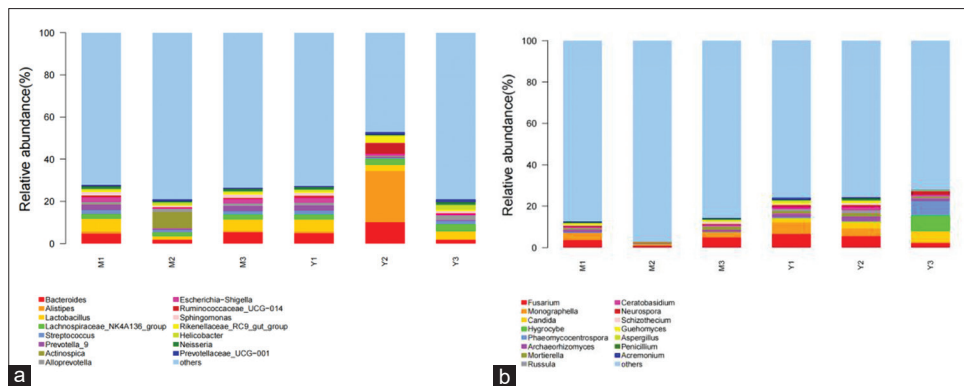 100
80
60
40
20
0
Relative abundance(%)
M1
M2
M3
Y1
Y2
Y3
Bacteroides
Alistipes
Lactobacillus
Lachnospiraceae_NK4A136_group
Streptococcus
Prevotella_9
Actinospica
Alloprevotella
Escherichia-Shigella
Ruminococcaceae_UCG-014
Sphingomonas
Rikenellaceae_RC9_gut_group
Helicobacter
Neisseria
Prevotellaceae_UCG-001
others
a
100
80
60
40
20
0
Relative abundance(%)
M1
M2
M3
Y1
Y2
Y3
Fusarium
Monographella
Candida
Hygrocybe
Phaeomycocentrospora
Archaeorhizomyces
Mortierella
Russula
Ceratobasidium
Neurospora
Schizothecium
Guehomyces
Aspergillus
Penicillium
Acremonium
others
b